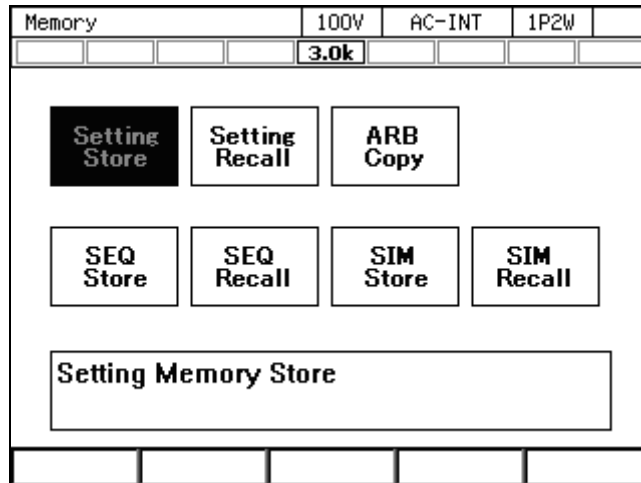 Memory 100V AC-INT 1P2W
3.0k
Setting Setting ARB
Store Recall Copy
SEQ SEQ SIM SIM
Store Recall Store Recall
Setting Memory Store